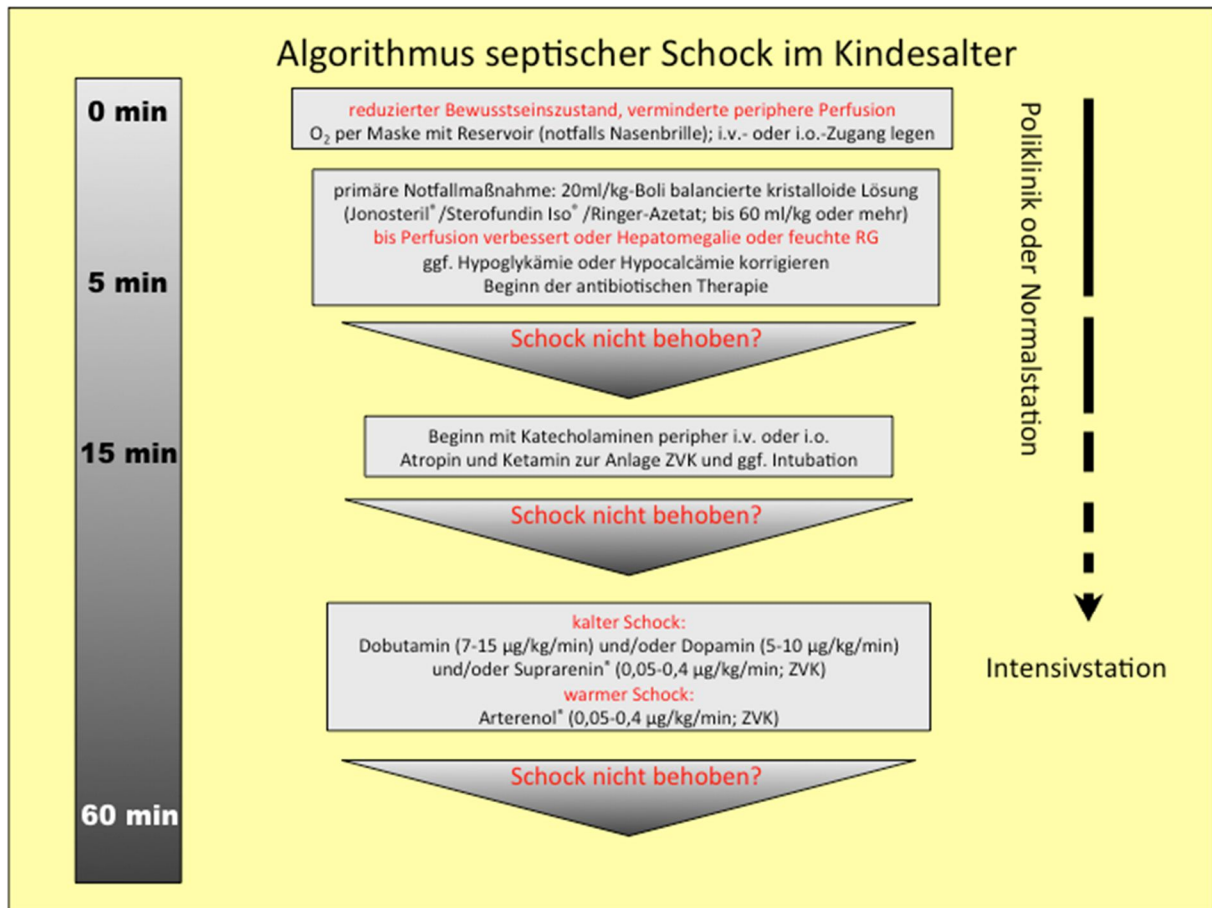 Algorithmus septischer Schock im Kindesalter
0 min
reduzierter Bewusstseinszustand, verminderte periphere Perfusion
O₂ per Maske mit Reservoir (notfalls Nasenbrille); i.v.- oder i.o.-Zugang legen
primäre Notfallmaßnahme: 20ml/kg-Boli balancierte kristalloide Lösung
(Jonosteril® /Sterofundin Iso® /Ringer-Azetat; bis 60 ml/kg oder mehr)
bis Perfusion verbessert oder Hepatomegalie oder feuchte RG
ggf. Hypoglykämie oder Hypocalcämie korrigieren
Beginn der antibiotischen Therapie
5 min
Schock nicht behoben?
15 min
Beginn mit Katecholaminen peripher i.v. oder i.o.
Atropin und Ketamin zur Anlage ZVK und ggf. Intubation
Schock nicht behoben?
kalter Schock:
Dobutamin (7-15 µg/kg/min) und/oder Dopamin (5-10 µg/kg/min)
und/oder Suprarenin® (0,05-0,4 µg/kg/min; ZVK)
warmer Schock:
Arterenol® (0,05-0,4 µg/kg/min; ZVK)
Schock nicht behoben?
60 min
Poliklinik oder Normalstation
Intensivstation